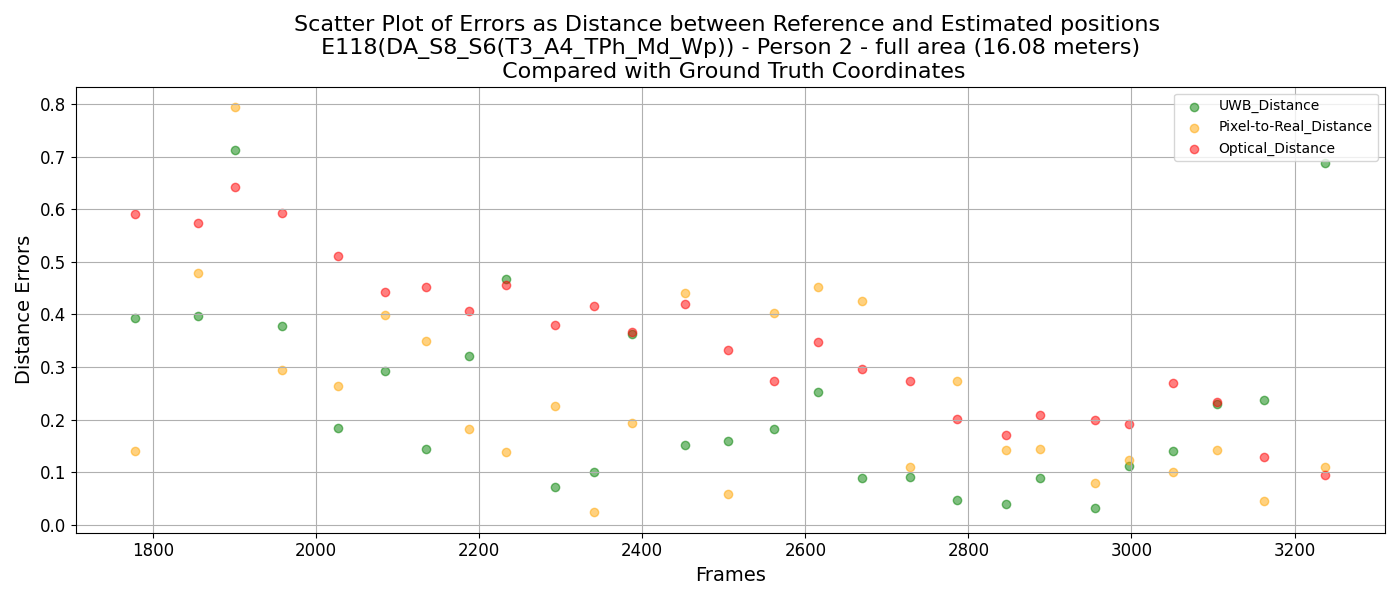 Scatter Plot of Errors as Distance between Reference and Estimated positions
E118(DA_S8_S6(T3_A4_TPh_Md_Wp)) - Person 2 - full area (16.08 meters)
Compared with Ground Truth Coordinates
UWB_Distance
Pixel-to-Real_Distance
Optical_Distance
Distance Errors
0.8
0.7
0.6
0.5
0.4
0.3
0.2
0.1
0.0
1800 2000 2200 2400 2600 2800 3000 3200
Frames